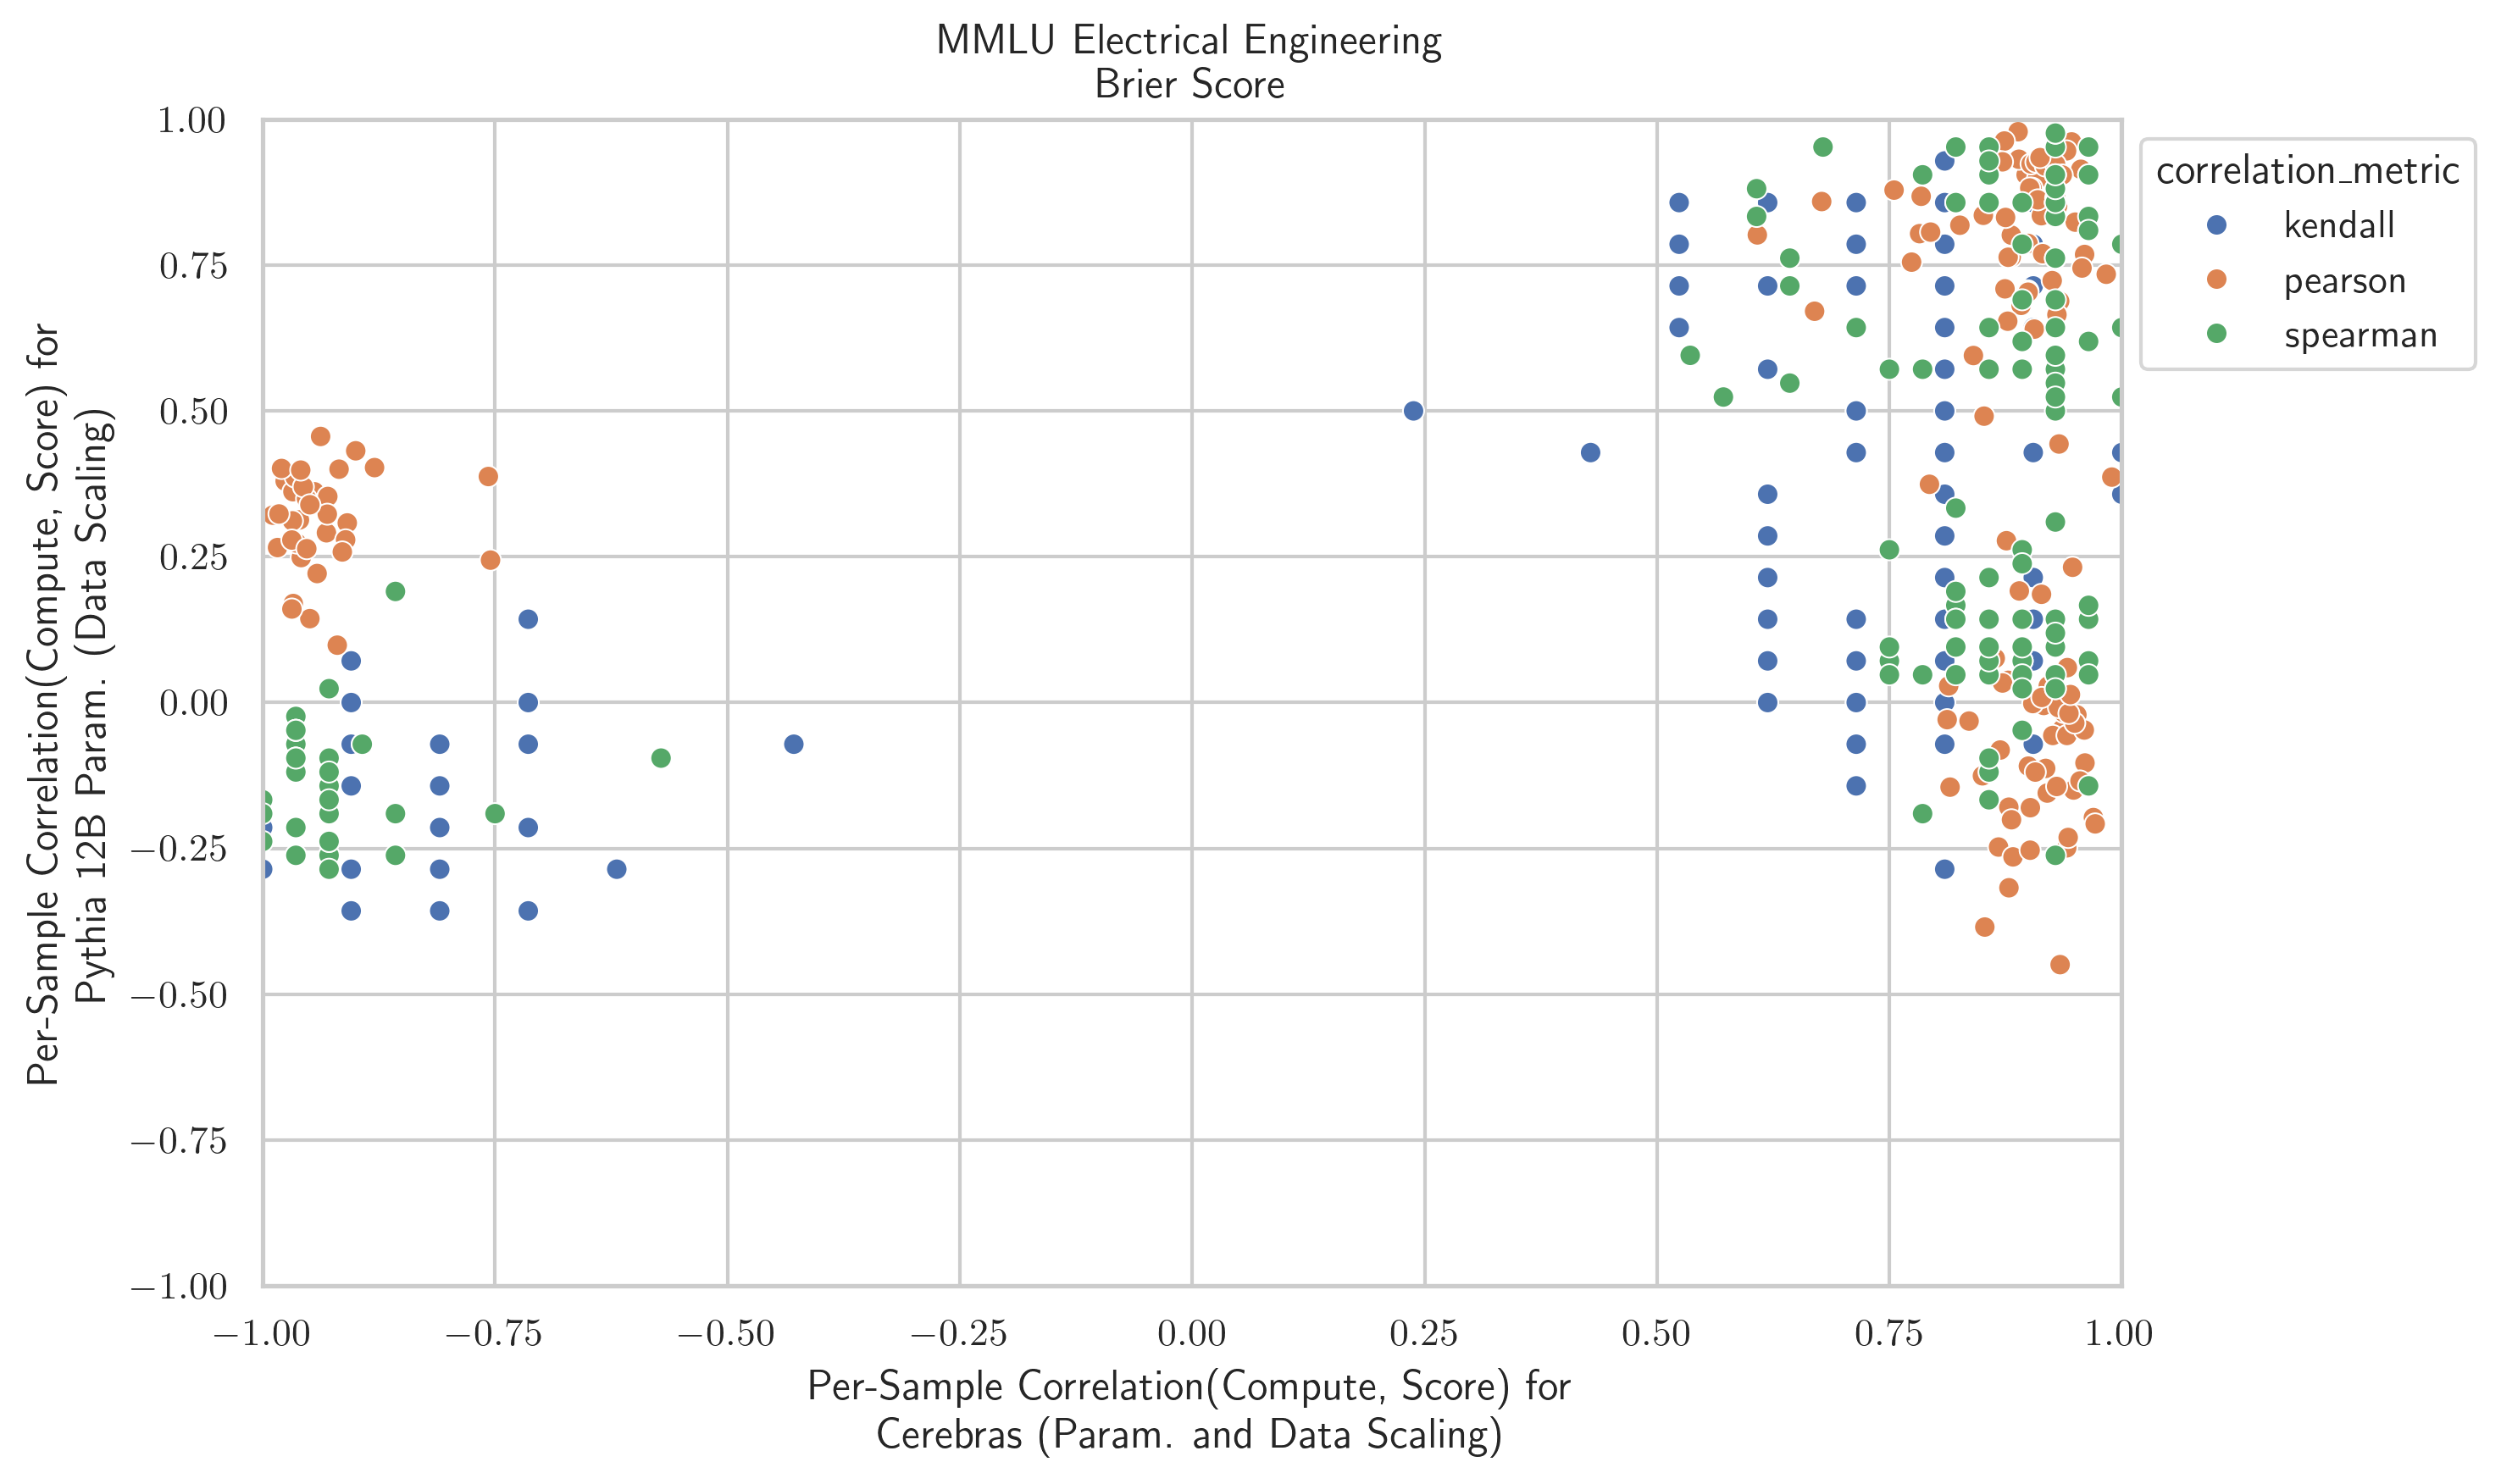 MMLU Electrical Engineering
Brier Score
Per-Sample Correlation(Compute, Score) for
Pythia 12B Param. (Data Scaling)
1.00
0.75
0.50
0.25
0.00
−0.25
−0.50
−0.75
−1.00
−1.00 −0.75 −0.50 −0.25 0.00 0.25 0.50 0.75 1.00
Per-Sample Correlation(Compute, Score) for
Cerebras (Param. and Data Scaling)
correlation_metric
kendall
pearson
spearman